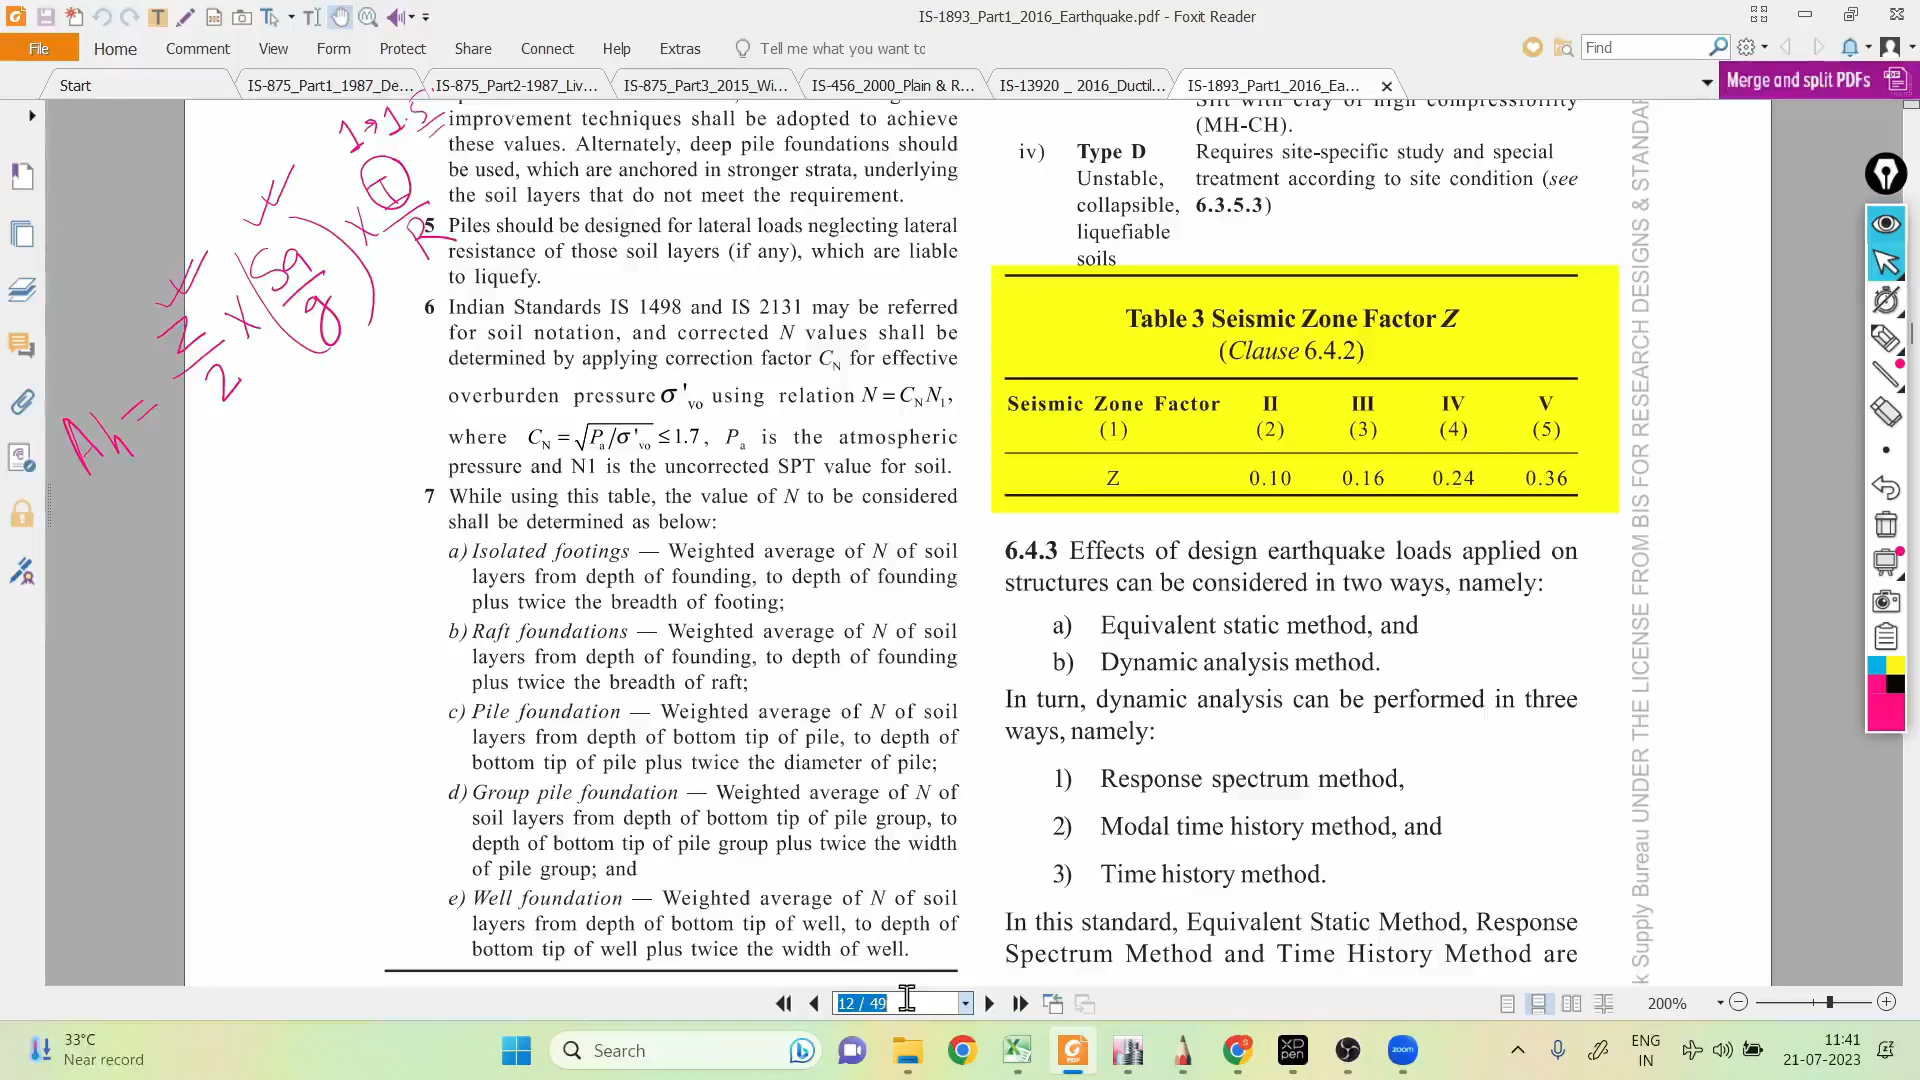 IS-1893_Part1_2016_Earthquake.pdf - Foxit Reader
File Home Comment View Form Protect Share Connect Help Extras Tell me what you want to Find
Start IS-875_Part1_1987_De... IS-875_Part2-1987_Liv... IS-875_Part3_2015_Wi... IS-456_2000_Plain & R... IS-13920 _ 2016_Ductil... IS-1893_Part1_2016_Ea... Merge and split PDFs
improvement techniques shall be adopted to achieve
these values. Alternately, deep pile foundations should
be used, which are anchored in stronger strata, underlying
the soil layers that do not meet the requirement.
5 Piles should be designed for lateral loads neglecting lateral
resistance of those soil layers (if any), which are liable
to liquefy.
6 Indian Standards IS 1498 and IS 2131 may be referred
for soil notation, and corrected N values shall be
determined by applying correction factor CN for effective
overburden pressure σ'vo using relation N = CN N1,
where CN = √Pa/σ'vo ≤ 1.7, Pa is the atmospheric
pressure and N1 is the uncorrected SPT value for soil.
7 While using this table, the value of N to be considered
shall be determined as below:
a) Isolated footings — Weighted average of N of soil
layers from depth of founding, to depth of founding
plus twice the breadth of footing;
b) Raft foundations — Weighted average of N of soil
layers from depth of founding, to depth of founding
plus twice the breadth of raft;
c) Pile foundation — Weighted average of N of soil
layers from depth of bottom tip of pile, to depth of
bottom tip of pile plus twice the diameter of pile;
d) Group pile foundation — Weighted average of N of
soil layers from depth of bottom tip of pile group, to
depth of bottom tip of pile group plus twice the width
of pile group; and
e) Well foundation — Weighted average of N of soil
layers from depth of bottom tip of well, to depth of
bottom tip of well plus twice the width of well.
Ah = Z/2 × (Sa/g) × I/R
1 → 1.5
Silt with clay of high compressibility
(MH-CH).
iv) Type D Requires site-specific study and special
Unstable, treatment according to site condition (see
collapsible, 6.3.5.3)
liquefiable
soils
Table 3 Seismic Zone Factor Z
(Clause 6.4.2)
Seismic Zone Factor II III IV V
(1) (2) (3) (4) (5)
Z 0.10 0.16 0.24 0.36
6.4.3 Effects of design earthquake loads applied on
structures can be considered in two ways, namely:
a) Equivalent static method, and
b) Dynamic analysis method.
In turn, dynamic analysis can be performed in three
ways, namely:
1) Response spectrum method,
2) Modal time history method, and
3) Time history method.
In this standard, Equivalent Static Method, Response
Spectrum Method and Time History Method are
k Supply Bureau UNDER THE LICENSE FROM BIS FOR RESEARCH DESIGNS & STANDAR
12 / 49
200%
33°C
Near record
Search
XD
pen
zoom
ENG
IN
11:41
21-07-2023